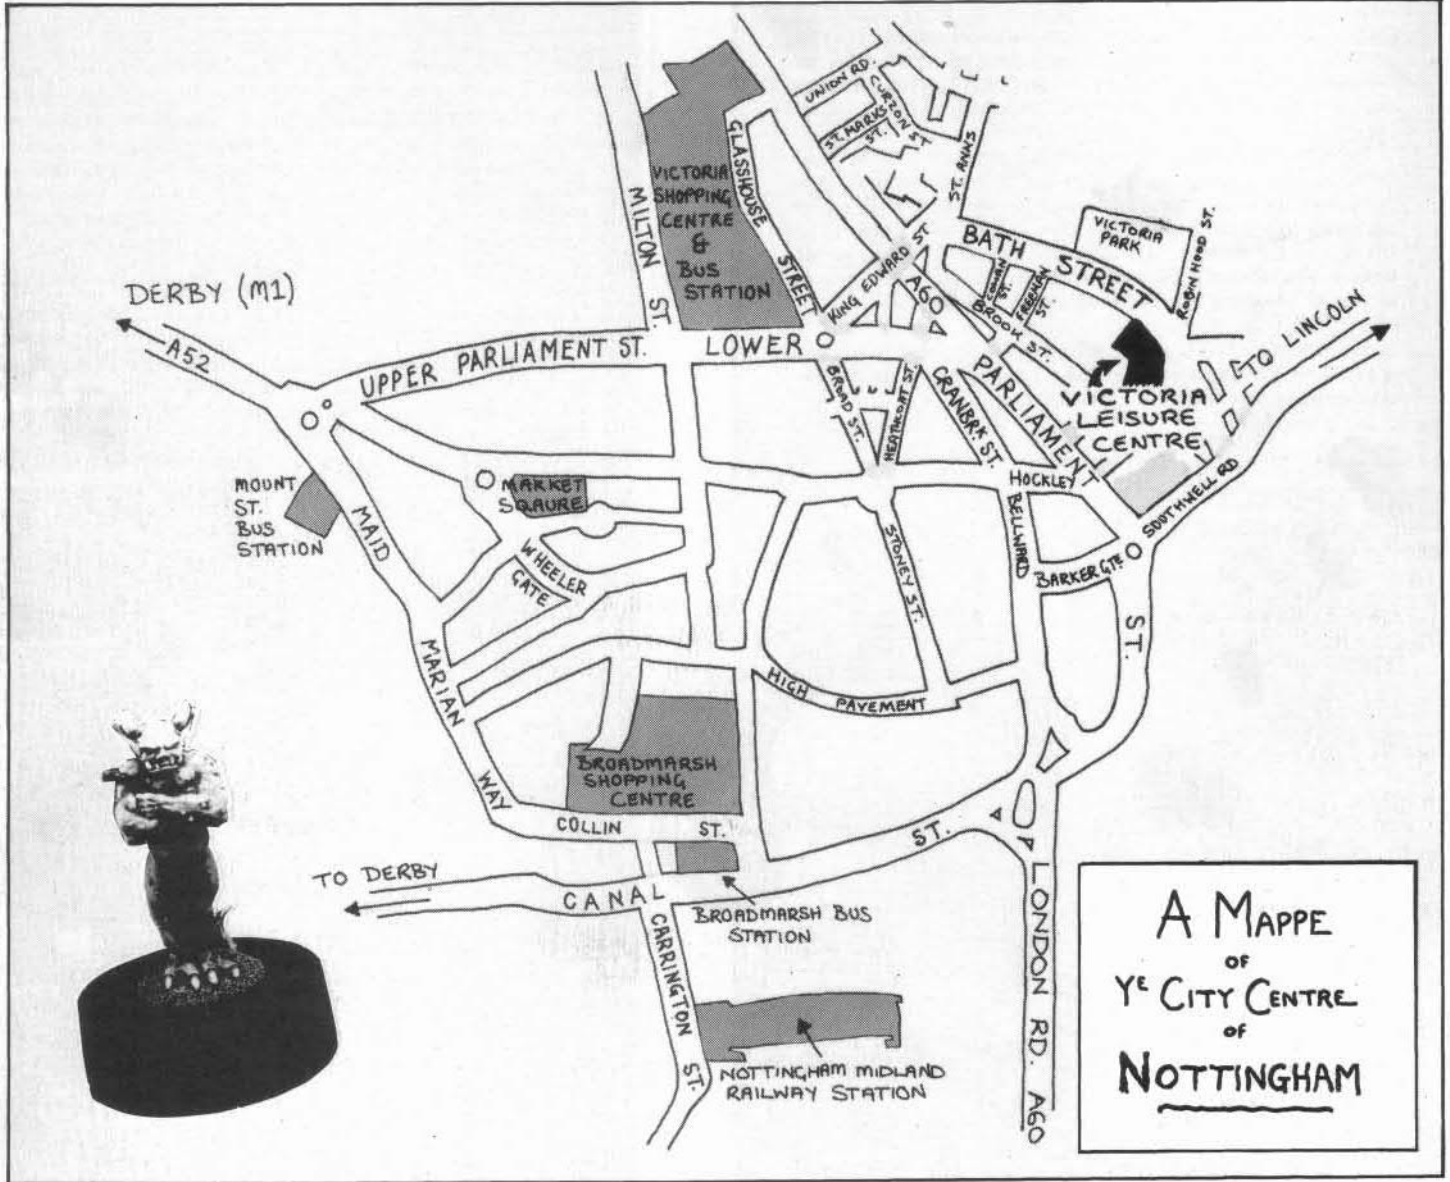 UNION RD.
CURZON ST.
ST. MARKS
ST.
ST. ANNS
GLASSHOUSE
STREET
VICTORIA
SHOPPING
CENTRE
&
BUS
STATION
MILTON
ST.
KING EDWARD ST
BATH
STREET
VICTORIA
PARK
ROBIN HOOD ST.
COWAN
ST.
FREEMAN
ST.
BROOK ST.
A60
DERBY (M1)
A52
UPPER PARLIAMENT ST.
LOWER
PARLIAMENT
ST.
TO LINCOLN
VICTORIA
LEISURE
CENTRE
BROAD ST.
HEATHCOAT ST.
CRANBRK ST.
HOCKLEY
SOUTHWELL RD
BELLWARD
BARKER GTE
STONEY ST.
MOUNT
ST.
BUS
STATION
MARKET
SQAURE
WHEELER
GATE
MAID
MARIAN
WAY
HIGH
PAVEMENT
BROADMARSH
SHOPPING
CENTRE
COLLIN
ST.
TO DERBY
CANAL
ST.
BROADMARSH BUS
STATION
CARRINGTON
ST.
NOTTINGHAM MIDLAND
RAILWAY STATION
LONDON RD. A60
A MAPPE
OF
YE CITY CENTRE
OF
NOTTINGHAM